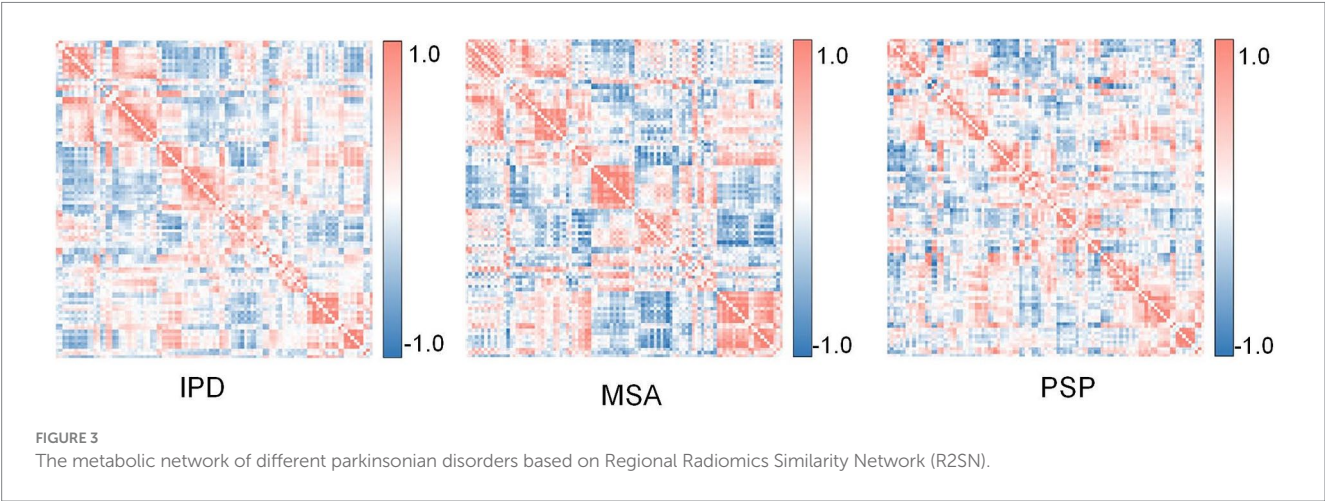 1.0
-1.0
IPD
1.0
-1.0
MSA
1.0
-1.0
PSP
FIGURE 3
The metabolic network of different parkinsonian disorders based on Regional Radiomics Similarity Network (R2SN).